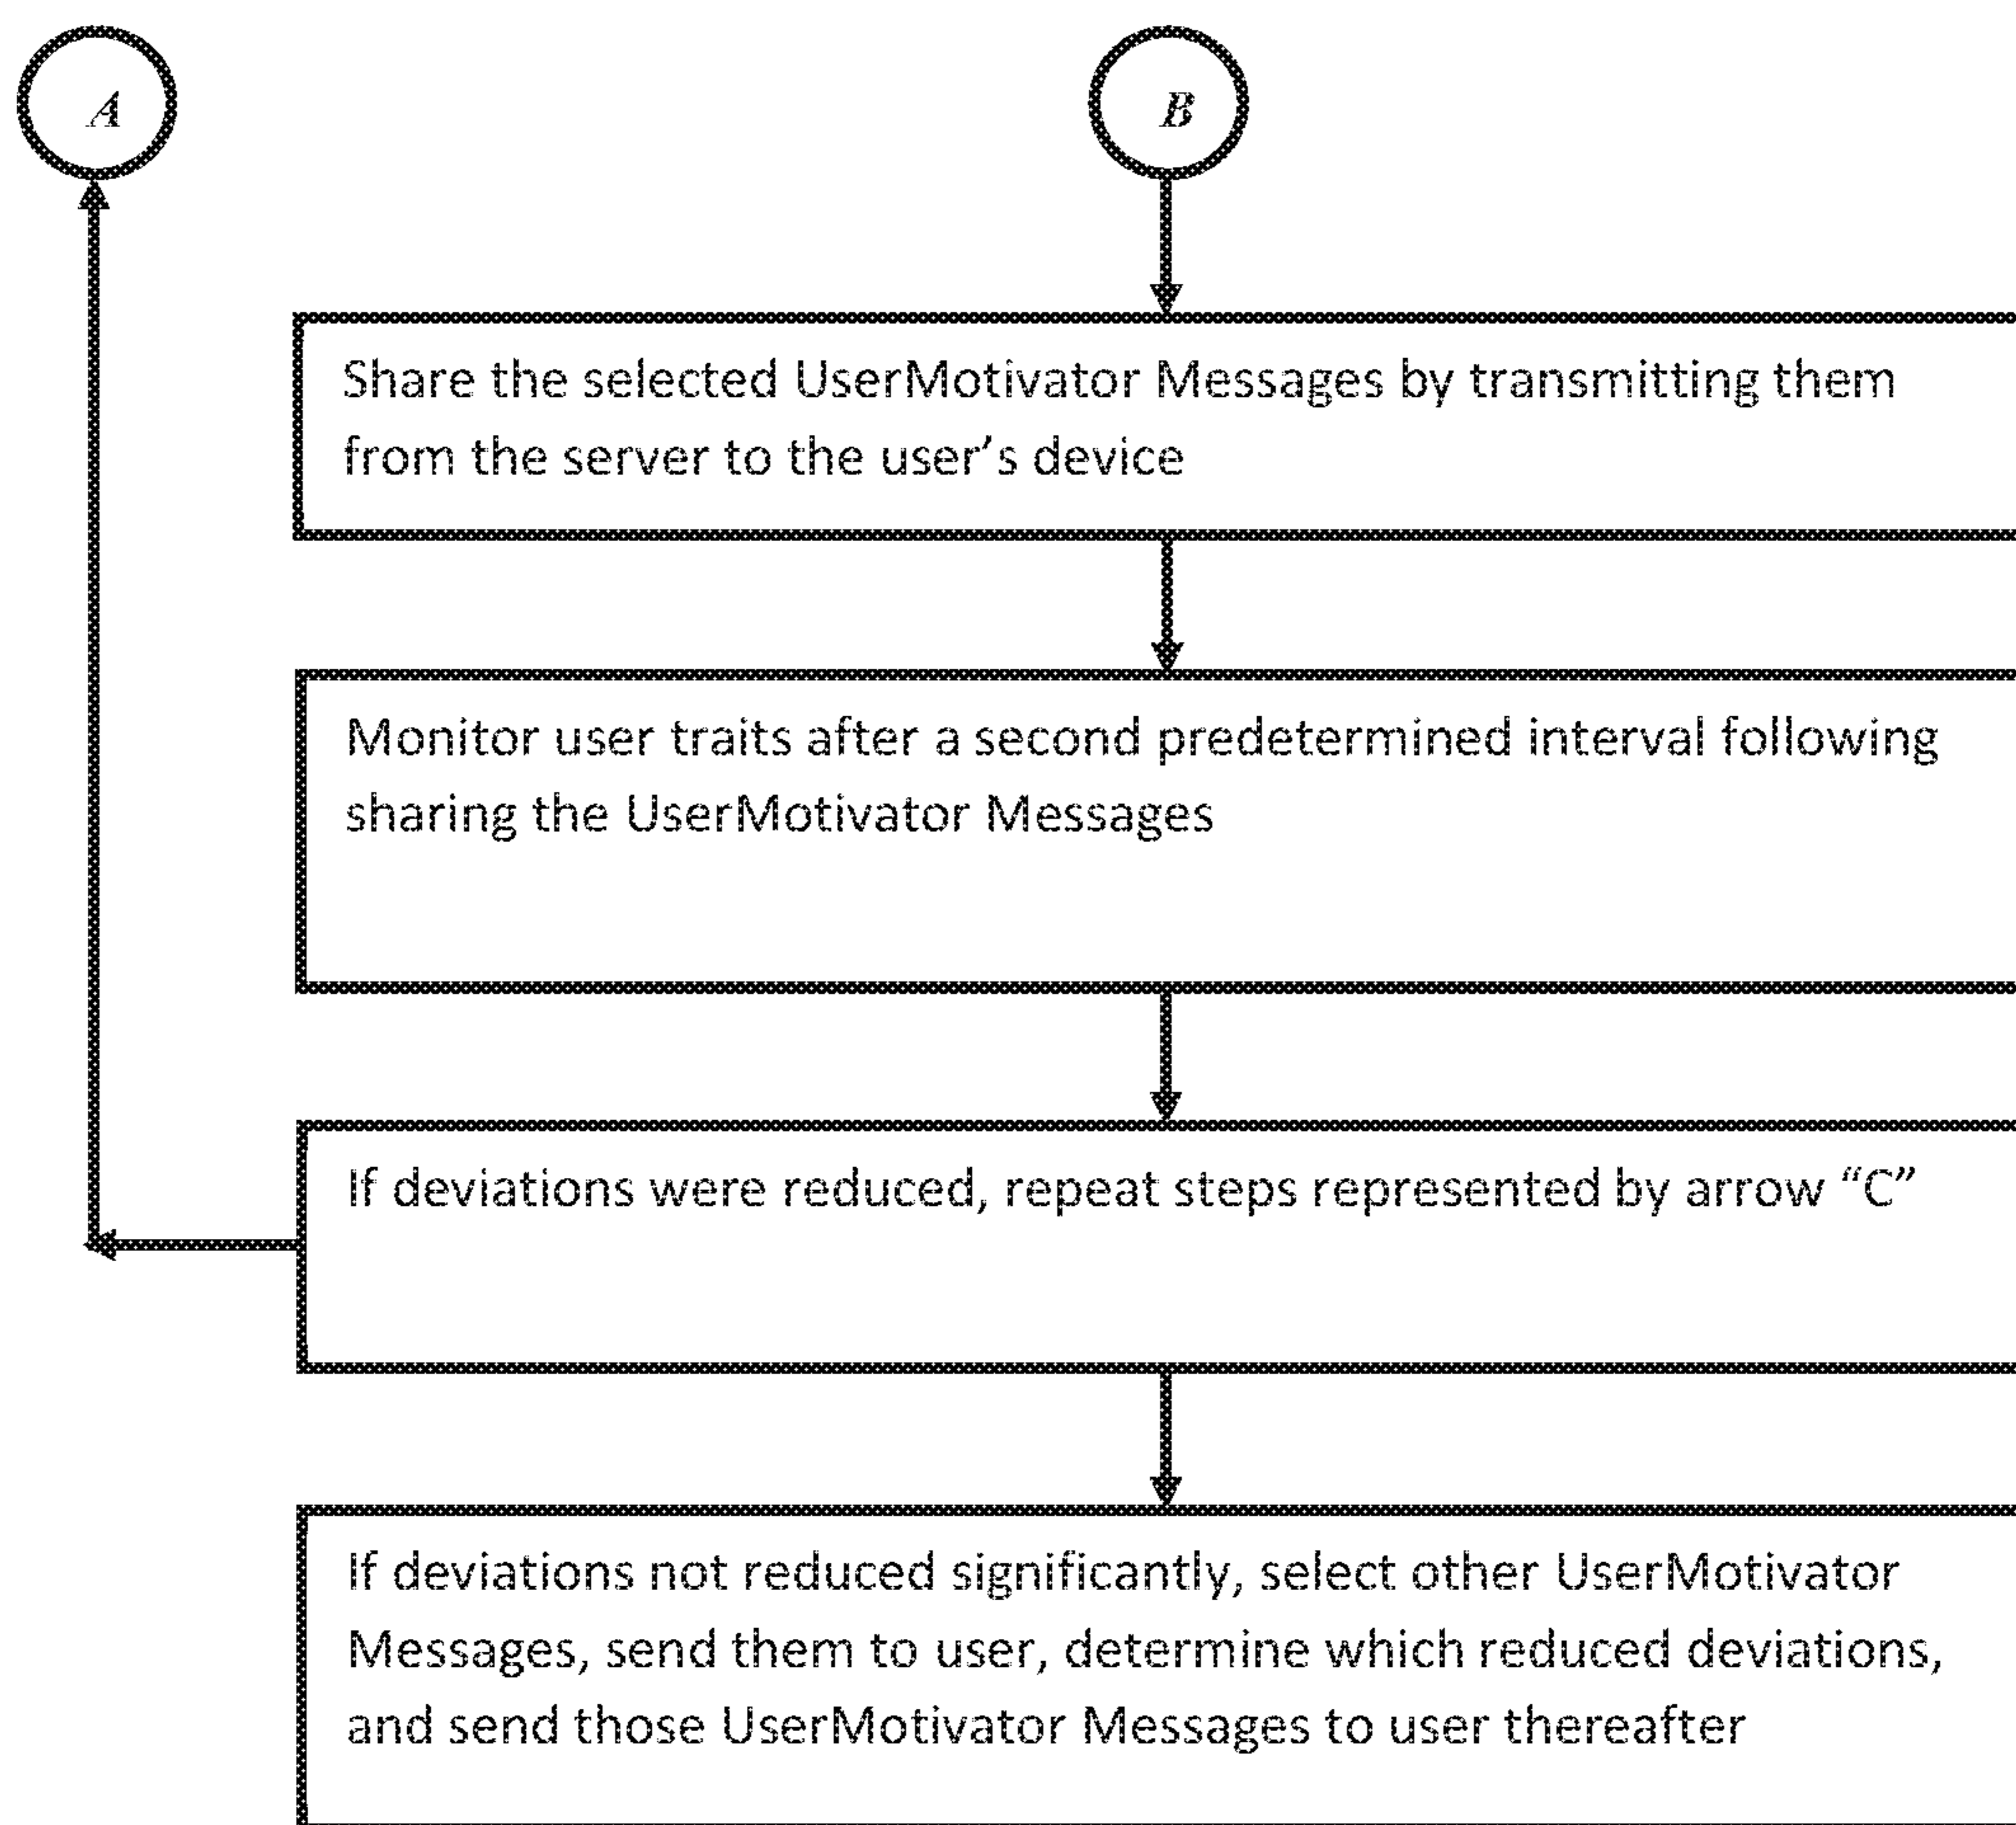 A
B
Share the selected UserMotivator Messages by transmitting them
from the server to the user's device
Monitor user traits after a second predetermined interval following
sharing the UserMotivator Messages
If deviations were reduced, repeat steps represented by arrow “C”
If deviations not reduced significantly, select other UserMotivator
Messages, send them to user, determine which reduced deviations,
and send those UserMotivator Messages to user thereafter